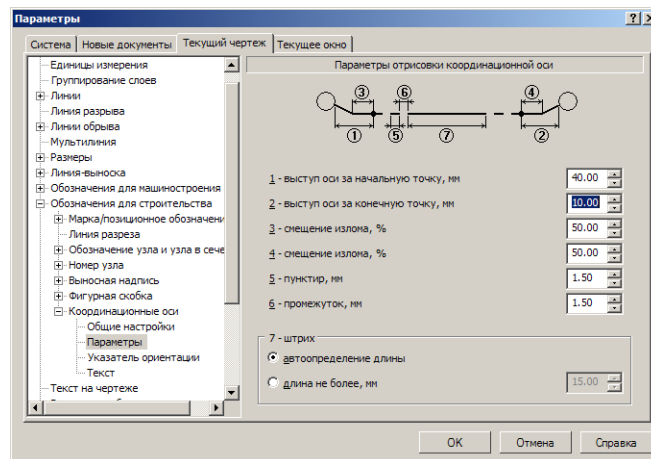 Параметры
Система
Новые документы
Текущий чертеж
Текущее окно
Единицы измерения
Группирование слоев
Линии
Линия разрыва
Линии обрыва
Мультилиния
Размеры
Линия-выноска
Обозначения для машиностроения
Обозначения для строительства
Марка/позиционное обозначени
Линия разреза
Обозначение узла и узла в сече
Номер узла
Выносная надпись
Фигурная скобка
Координационные оси
Общие настройки
Параметры
Указатель ориентации
Текст
Текст на чертеже
Параметры отрисовки координационной оси
3 6 4
1 5 7 2
1 - выступ оси за начальную точку, мм 40.00
2 - выступ оси за конечную точку, мм 10.00
3 - смещение излома, % 50.00
4 - смещение излома, % 50.00
5 - пунктир, мм 1.50
6 - промежуток, мм 1.50
7 - штрих
автоопределение длины
длина не более, мм 15.00
OK
Отмена
Справка